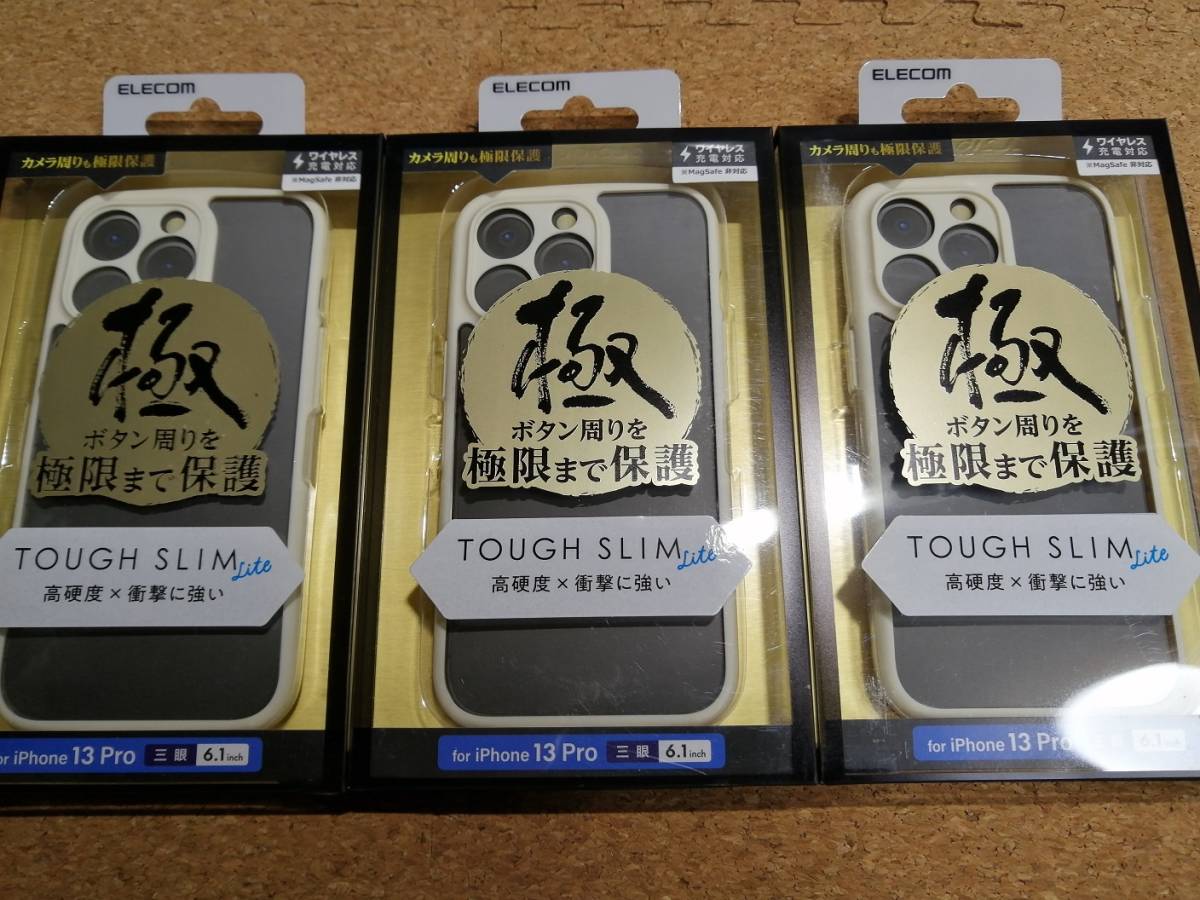 ELECOM
カメラ周りも極限保護
ワイヤレス
充電対応
※MagSafe 非対応
極
ボタン周りを
極限まで保護
TOUGH SLIM Lite
高硬度×衝撃に強い
or iPhone 13 Pro 三眼 6.1inch
ELECOM
カメラ周りも極限保護
ワイヤレス
充電対応
※MagSafe 非対応
極
ボタン周りを
極限まで保護
TOUGH SLIM Lite
高硬度×衝撃に強い
for iPhone 13 Pro 三眼 6.1inch
ELECOM
カメラ周りも極限保護
ワイヤレス
充電対応
※MagSafe 非対応
極
ボタン周りを
極限まで保護
TOUGH SLIM Lite
高硬度×衝撃に強い
for iPhone 13 Pro 6.1inch